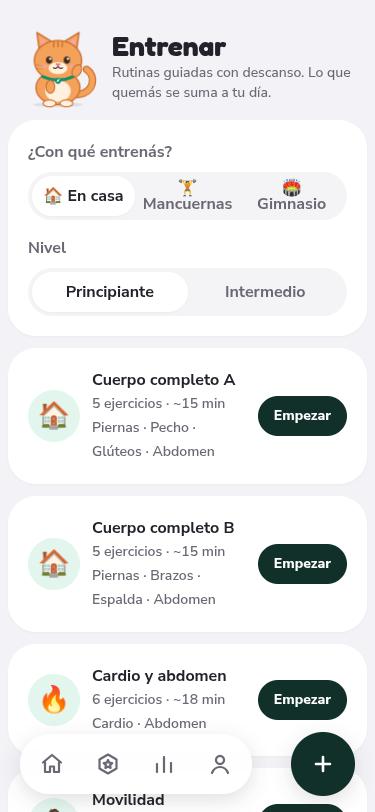 Entrenar
Rutinas guiadas con descanso. Lo que
quemás se suma a tu día.
¿Con qué entrenás?
En casa
Mancuernas
Gimnasio
Nivel
Principiante
Intermedio
Cuerpo completo A
5 ejercicios · ~15 min
Piernas · Pecho ·
Glúteos · Abdomen
Empezar
Cuerpo completo B
5 ejercicios · ~15 min
Piernas · Brazos ·
Espalda · Abdomen
Empezar
Cardio y abdomen
6 ejercicios · ~18 min
Cardio · Abdomen
Empezar
Movilidad